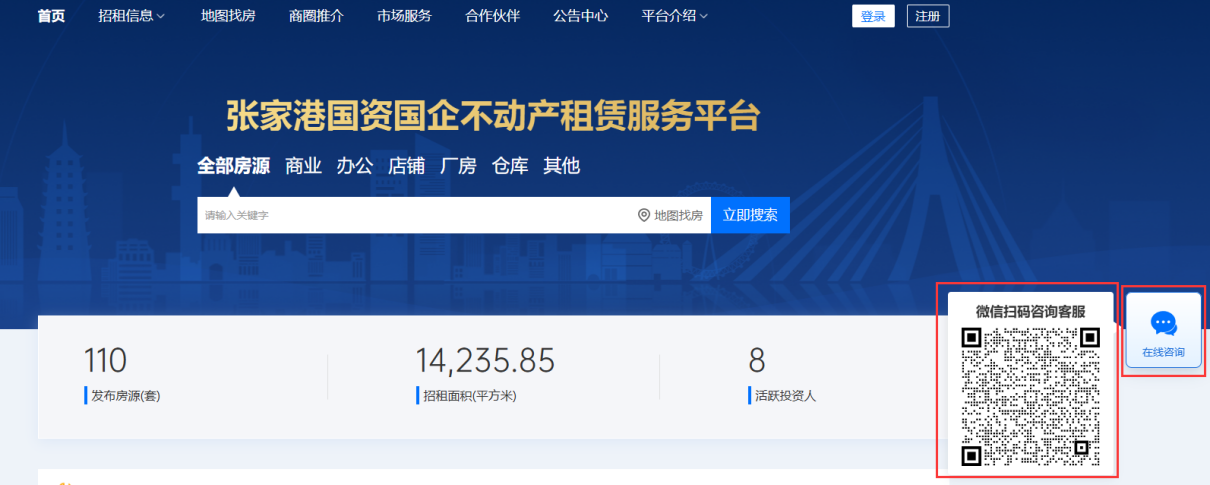 首页 招租信息 地图找房 商圈推介 市场服务 合作伙伴 公告中心 平台介绍 登录 注册
张家港国资国企不动产租赁服务平台
全部房源 商业 办公 店铺 厂房 仓库 其他
请输入关键字 地图找房 立即搜索
微信扫码咨询客服
在线咨询
110 14,235.85 8
发布房源(套) 招租面积(平方米) 活跃投资人